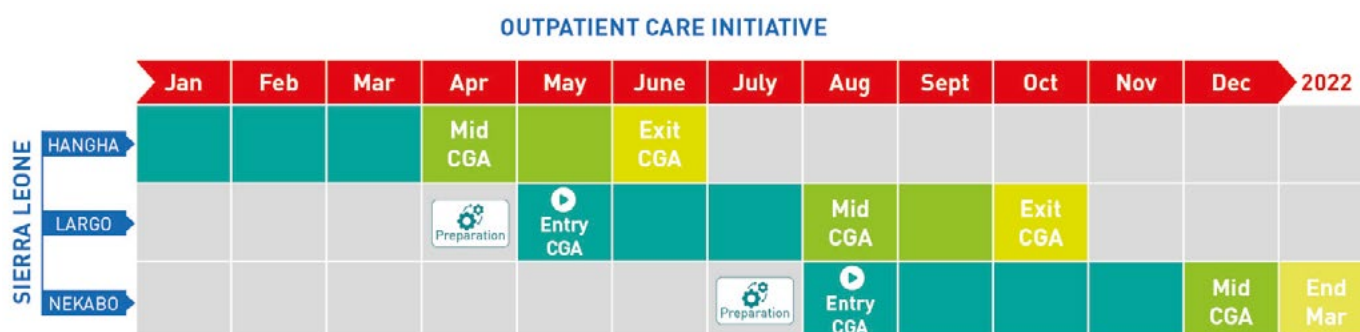 OUTPATIENT CARE INITIATIVE
Jan Feb Mar Apr May June July Aug Sept Oct Nov Dec 2022
SIERRA LEONE
HANGHA
Mid
CGA
Exit
CGA
LARGO
Preparation
Entry
CGA
Mid
CGA
Exit
CGA
NEKABO
Preparation
Entry
CGA
Mid
CGA
End
Mar